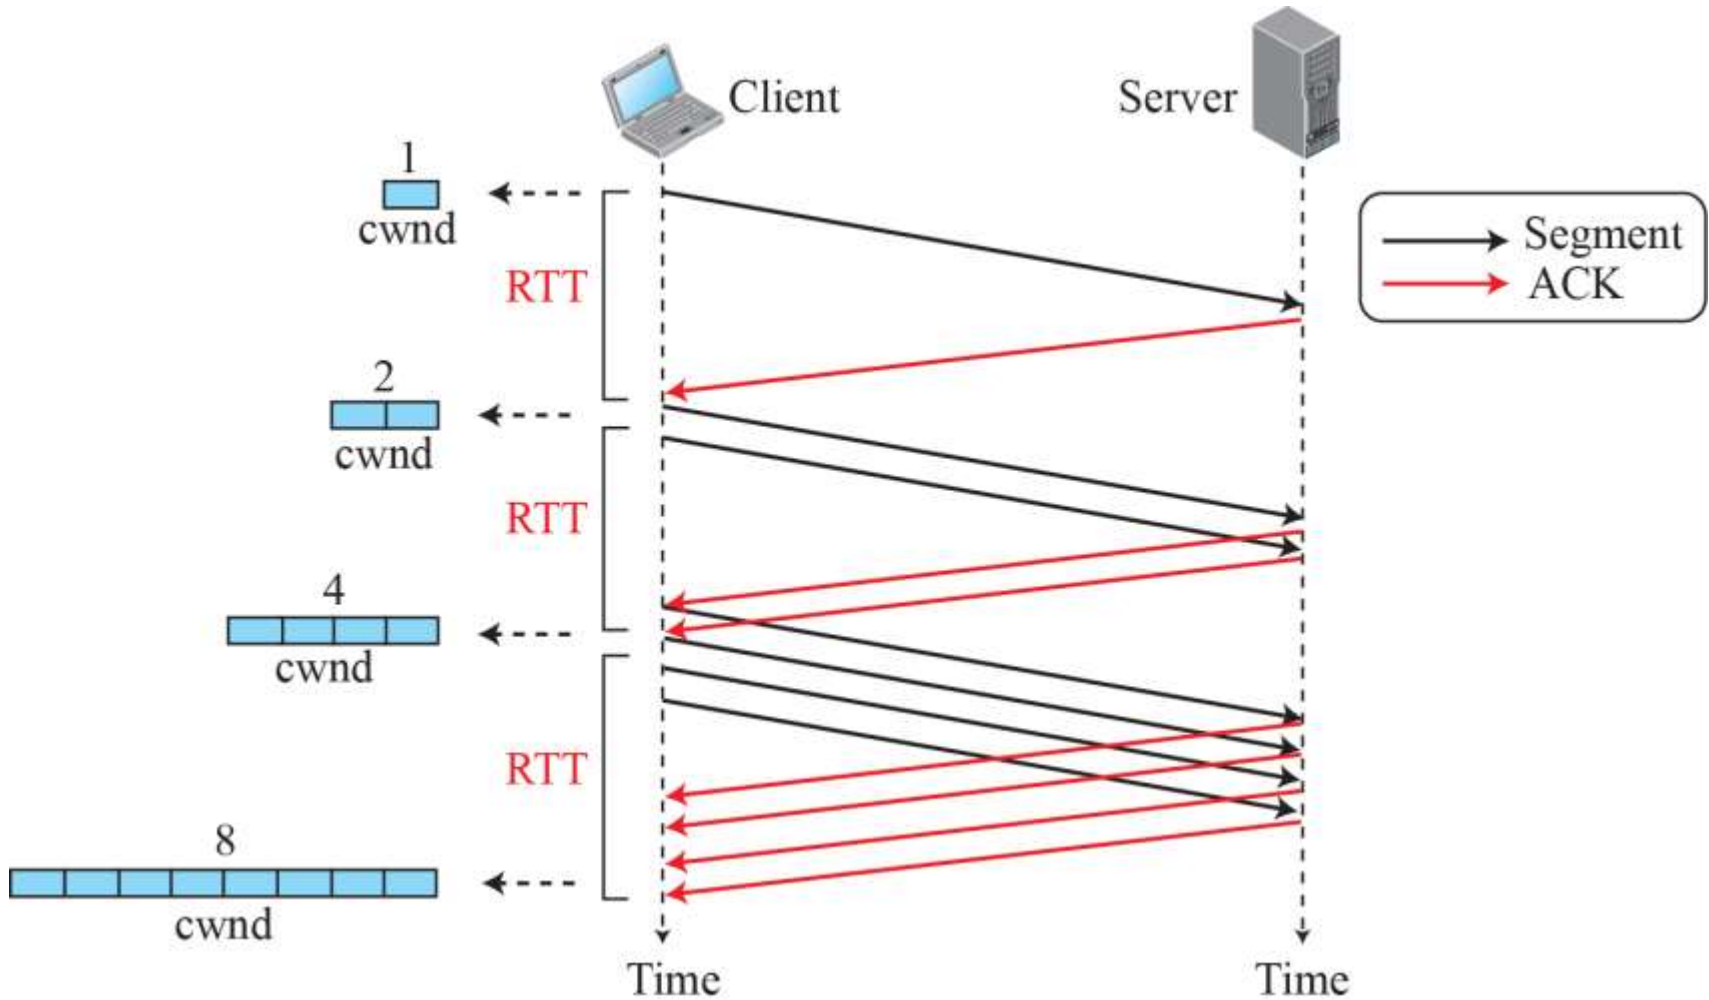 Client
Server
1
cwnd
Segment
ACK
RTT
2
cwnd
RTT
4
cwnd
RTT
8
cwnd
Time
Time